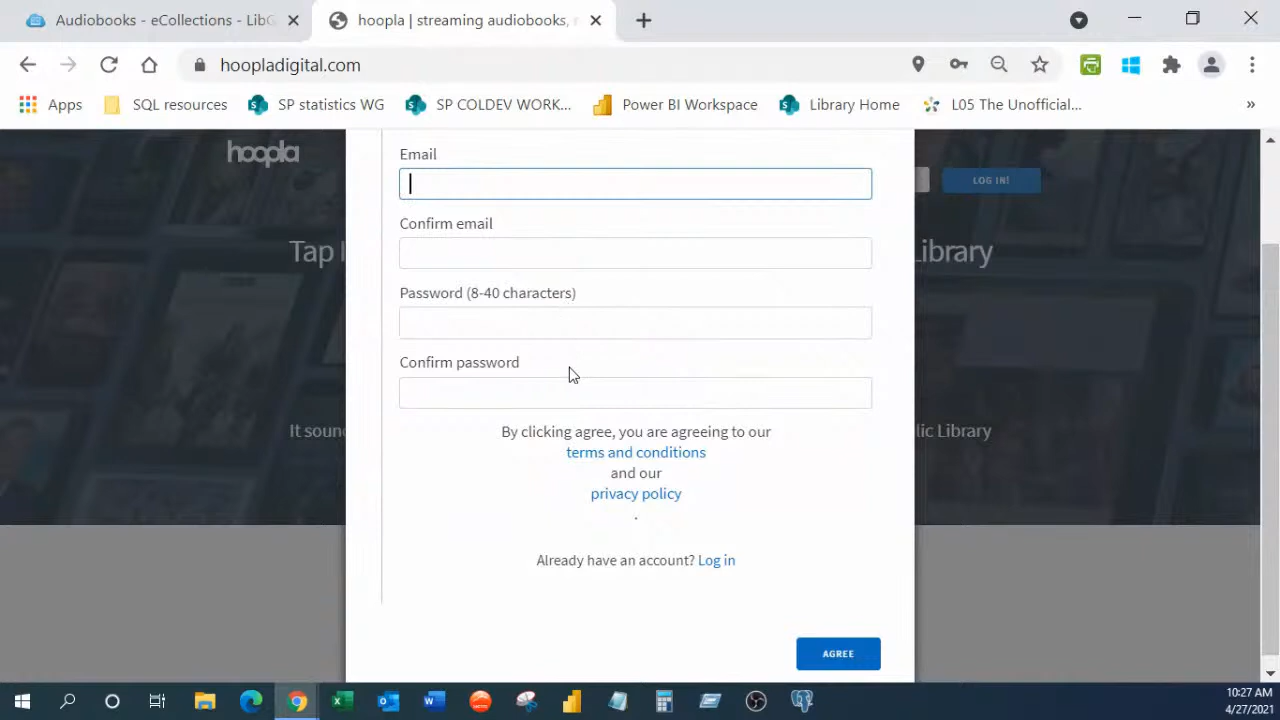 Audiobooks - eCollections - LibG
hoopla | streaming audiobooks,
hoopladigital.com
Apps
SQL resources
SP statistics WG
SP COLDEV WORK...
Power BI Workspace
Library Home
L05 The Unofficial...
»
hoopla
LOG IN!
Tap
Library
It soun
lic Library
Email
Confirm email
Password (8-40 characters)
Confirm password
By clicking agree, you are agreeing to our
terms and conditions
and our
privacy policy
.
Already have an account? Log in
AGREE
10:27 AM
4/27/2021